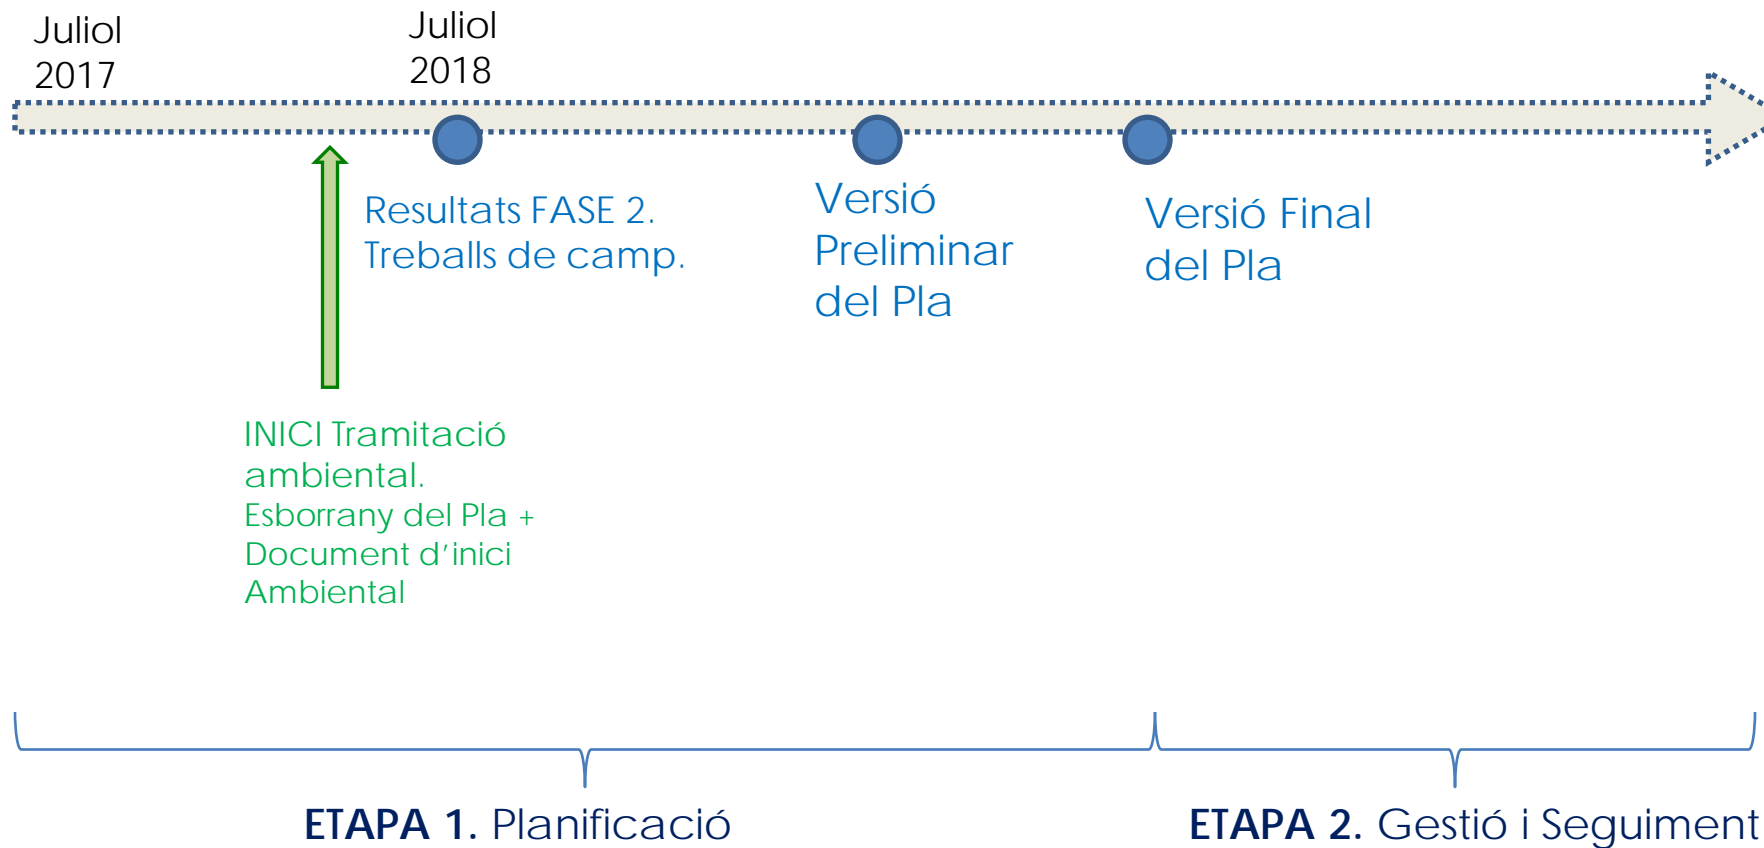 Juliol
2017
Juliol
2018
Resultats FASE 2.
Treballs de camp.
Versió
Preliminar
del Pla
Versió Final
del Pla
INICI Tramitació
ambiental.
Esborrany del Pla +
Document d’inici
Ambiental
ETAPA 1. Planificació
ETAPA 2. Gestió i Seguiment